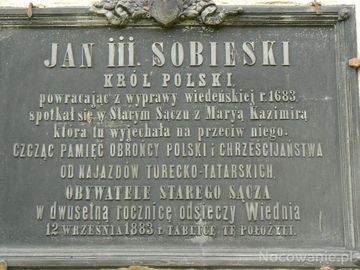 JAN III. SOBIESKI
KRÓL POLSKI,
powracając z wyprawy wiedeńskiej r.1683
spotkał się w Starym Sączu z Maryą Kazimirą
która tu wyjechała na przeciw niego.
CZCZĄC PAMIĘĆ OBROŃCY POLSKI i CHRZEŚCIJAŃSTWA
OD NAJAZDÓW TURECKO-TATARSKICH,
OBYWATELE STAREGO SĄCZA
w dwusetną rocznicę odsieczy Wiednia
12 WRZEŚNIA 1883 r. TABLICĘ TĘ POŁOŻYLI.
Nocowanie.pl